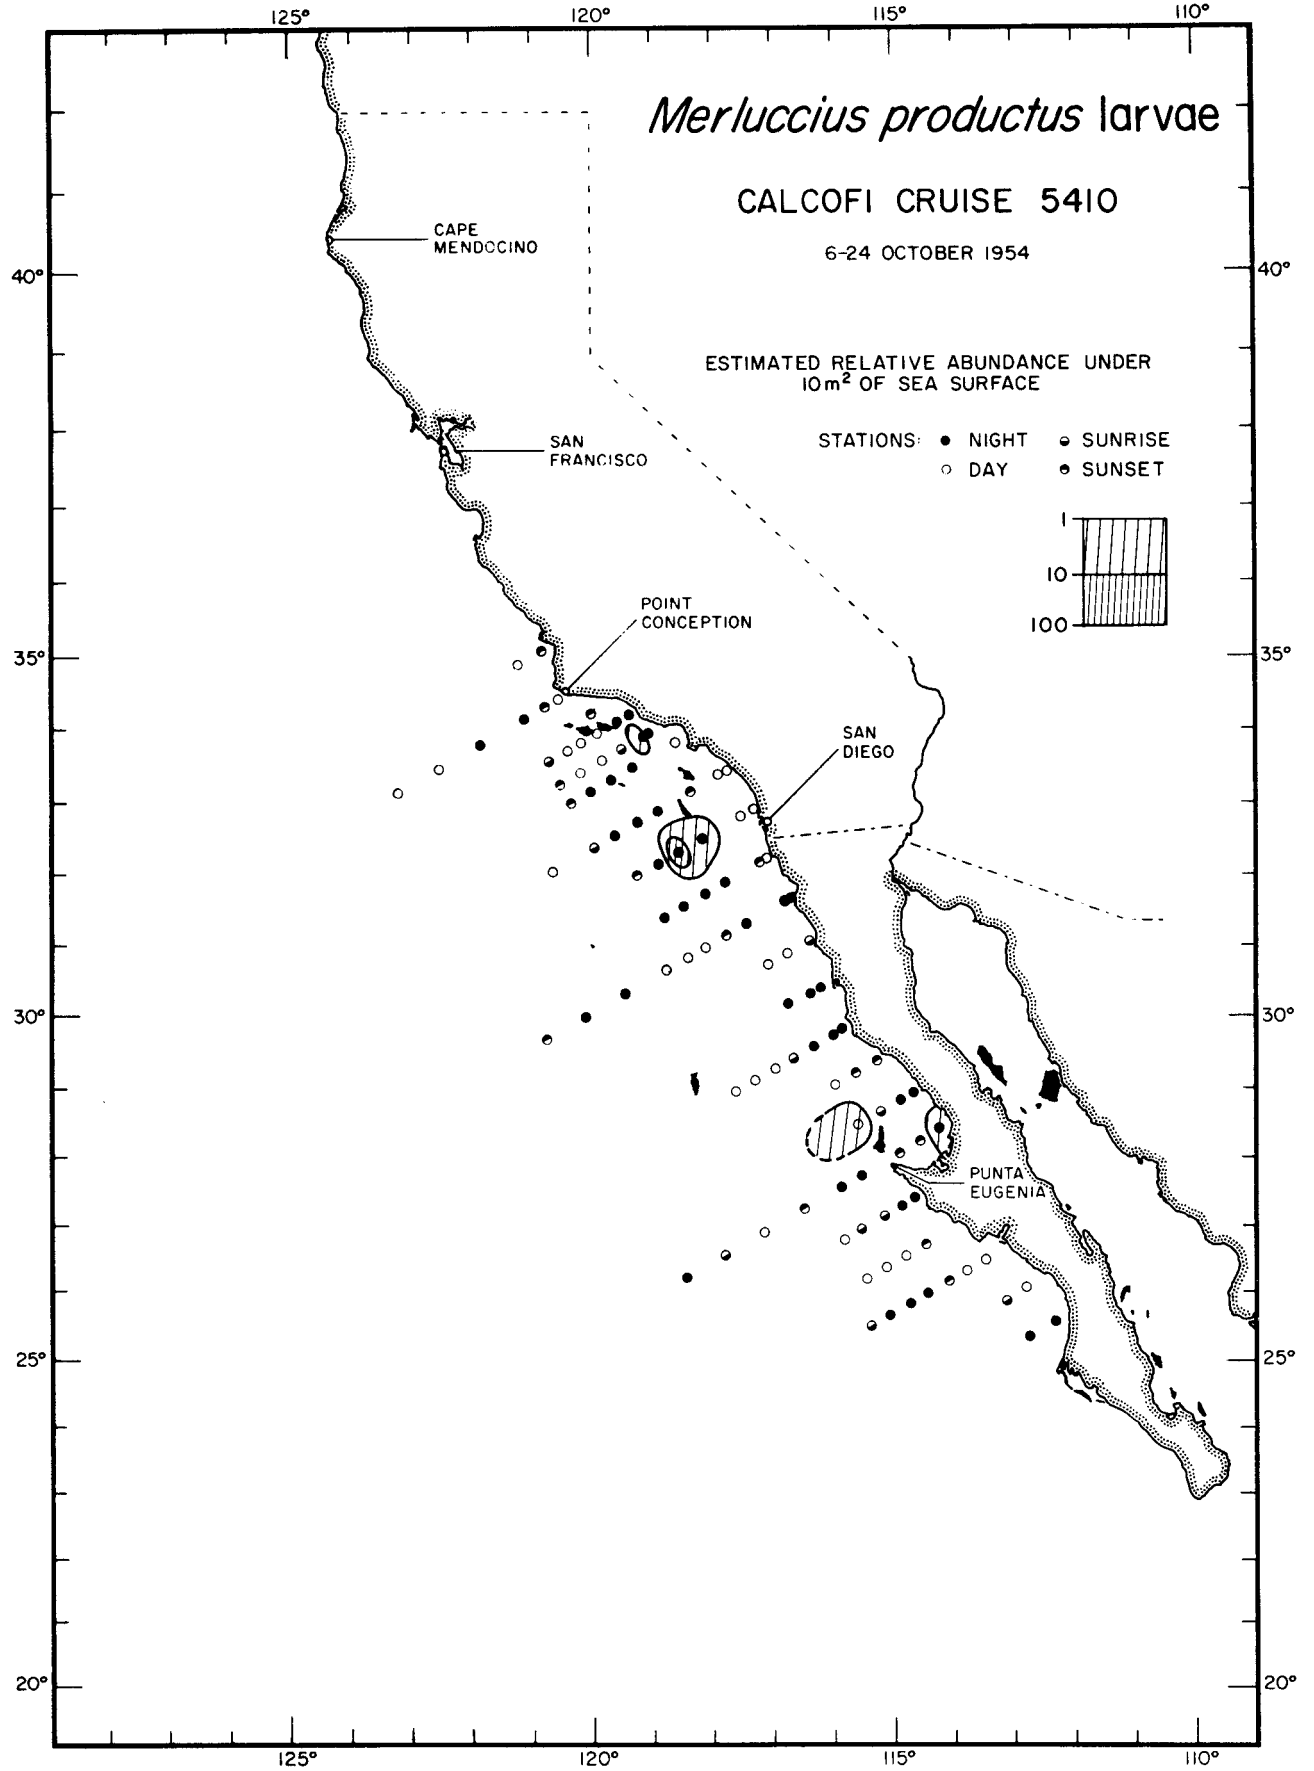 125° 120° 115° 110°
Merluccius productus larvae
CALCOFI CRUISE 5410
6-24 OCTOBER 1954
CAPE
MENDOCINO
40° 40°
ESTIMATED RELATIVE ABUNDANCE UNDER
10m² OF SEA SURFACE
STATIONS: ● NIGHT ◒ SUNRISE
○ DAY ◓ SUNSET
SAN
FRANCISCO
1
10
100
POINT
CONCEPTION
35° 35°
SAN
DIEGO
30° 30°
PUNTA
EUGENIA
25° 25°
20° 20°
125° 120° 115° 110°